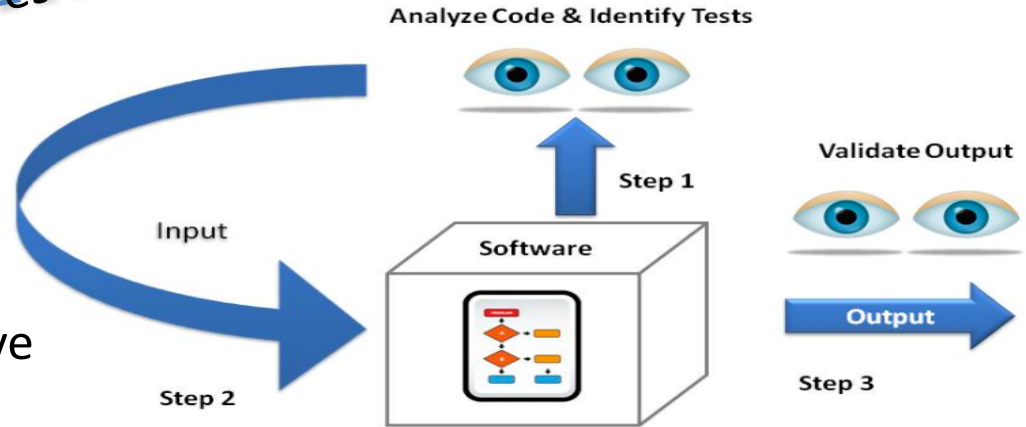 Analyze Code & Identify Tests
Step 1
Validate Output
Input
Software
Output
Step 2
Step 3